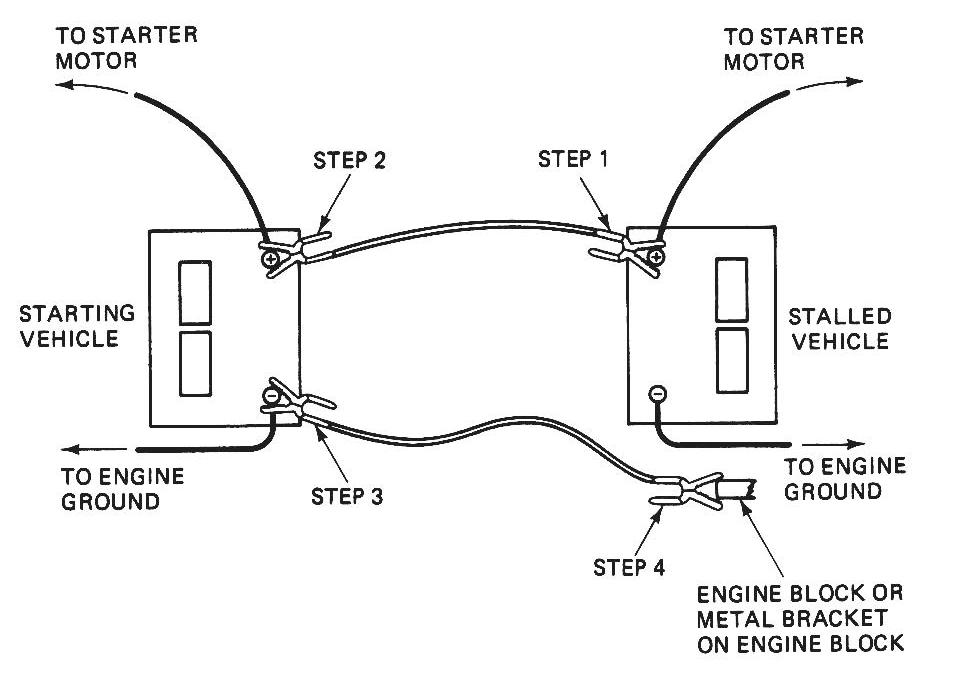 TO STARTER
MOTOR
TO STARTER
MOTOR
STEP 2
STEP 1
+
+
STARTING
VEHICLE
STALLED
VEHICLE
−
−
TO ENGINE
GROUND
STEP 3
TO ENGINE
GROUND
STEP 4
ENGINE BLOCK OR
METAL BRACKET
ON ENGINE BLOCK